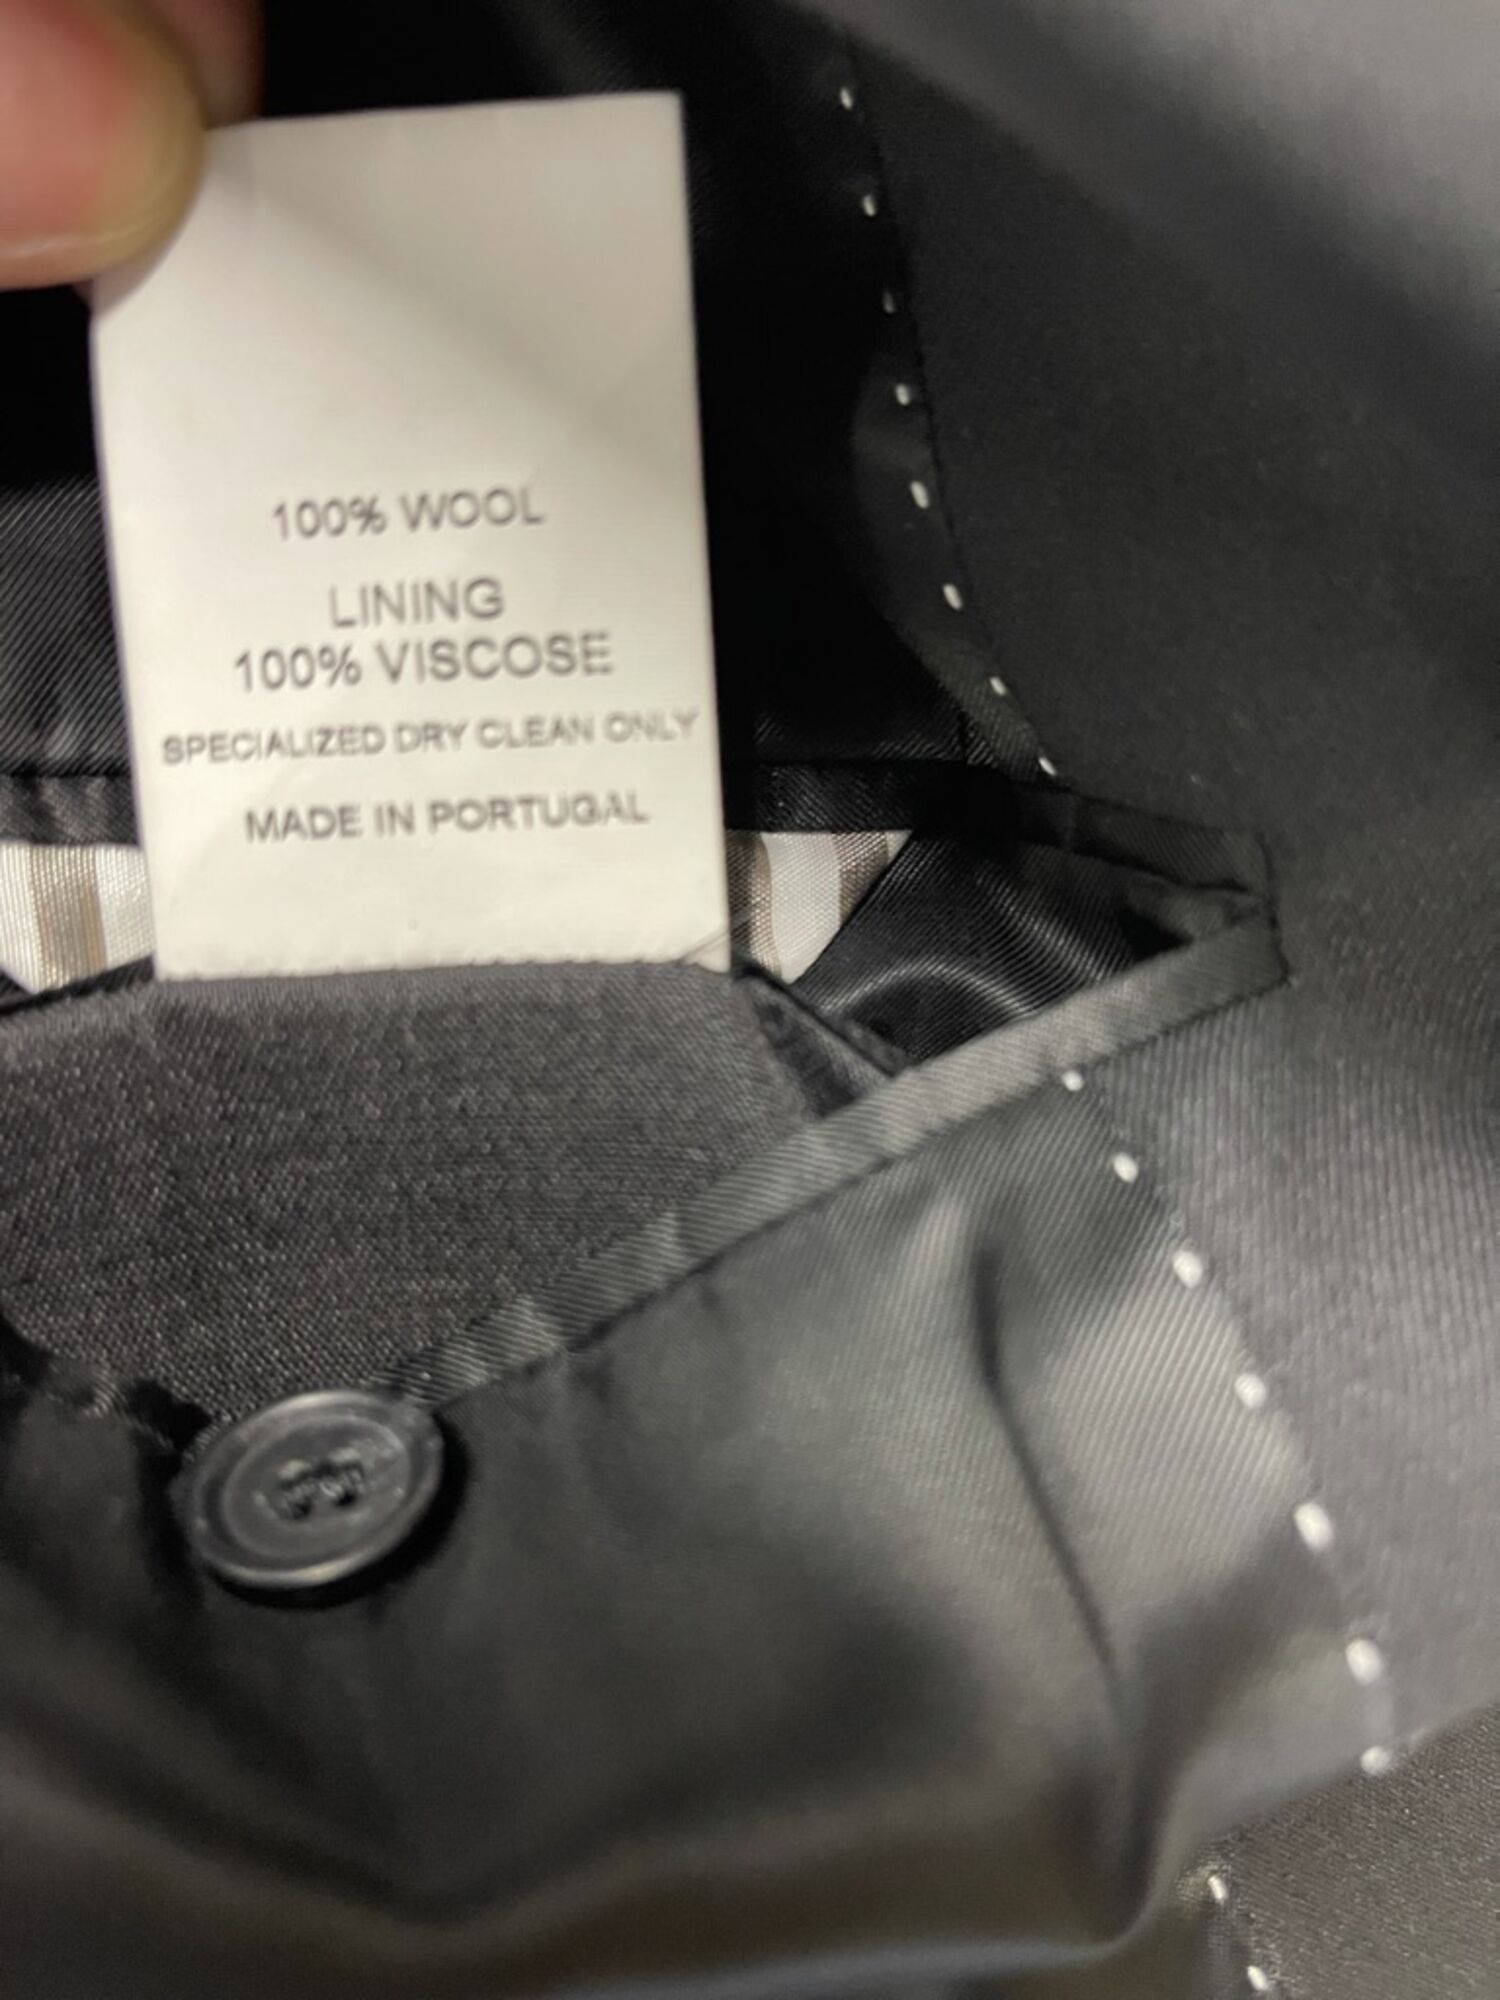 100% WOOL
LINING
100% VISCOSE
SPECIALIZED DRY CLEAN ONLY
MADE IN PORTUGAL